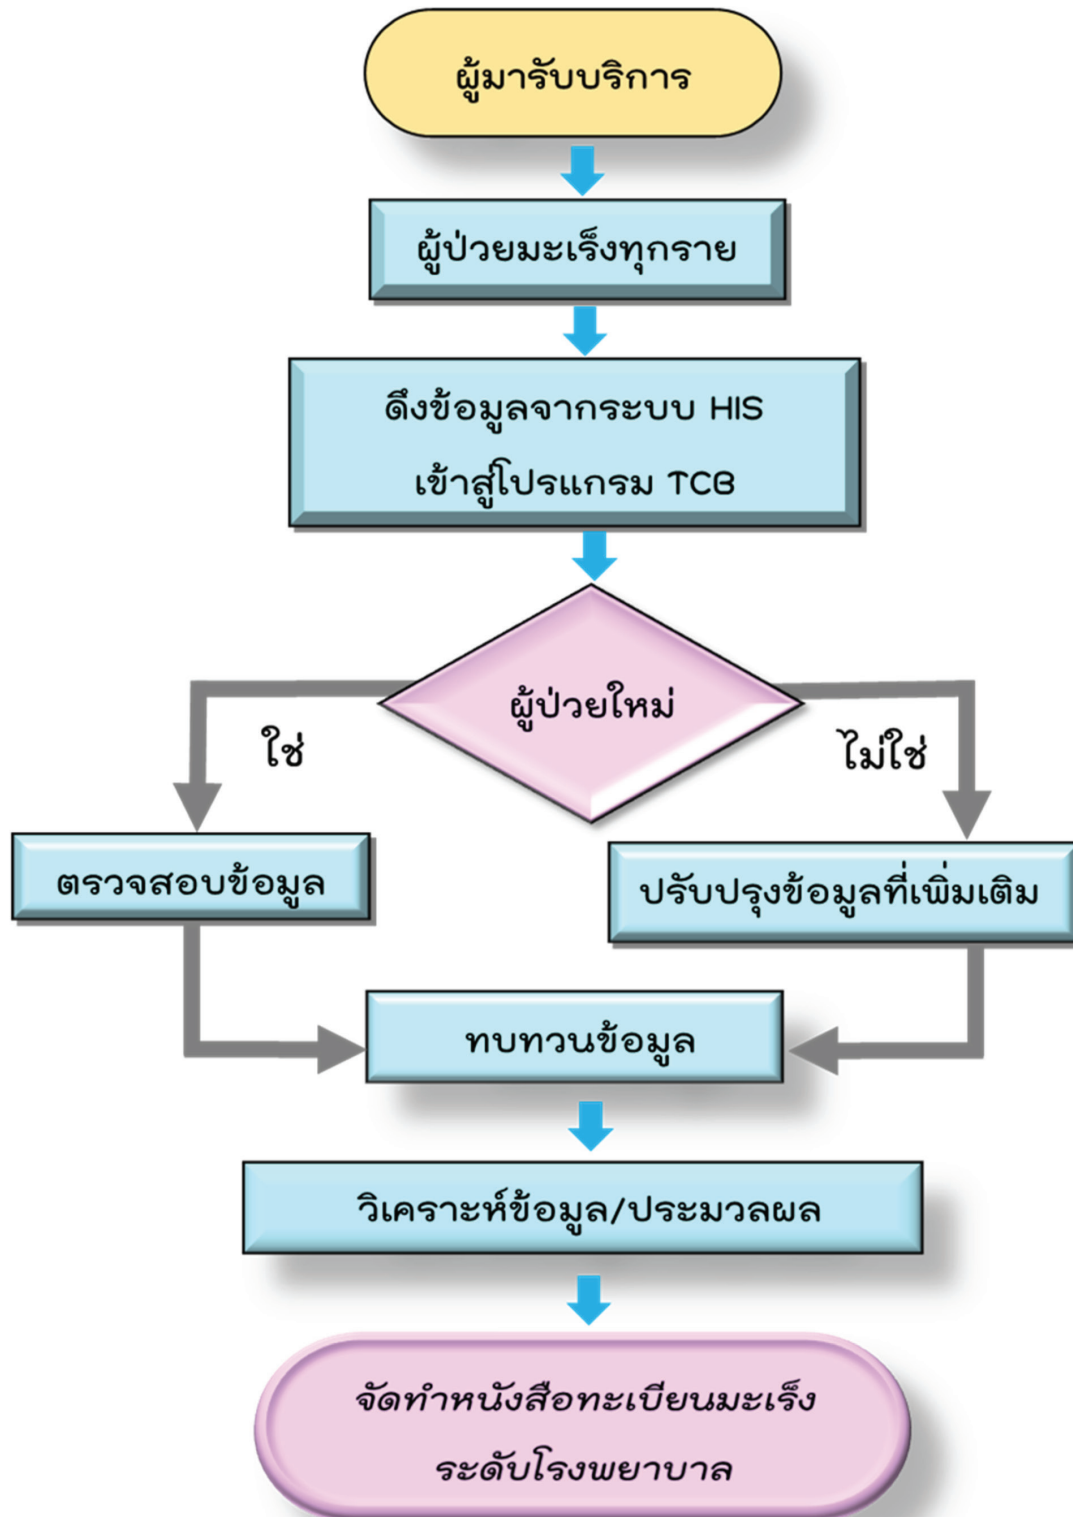 ผู้มารับบริการ
ผู้ป่วยมะเร็งทุกราย
ดึงข้อมูลจากระบบ HIS
เข้าสู่โปรแกรม TCB
ผู้ป่วยใหม่
ใช่
ไม่ใช่
ตรวจสอบข้อมูล
ปรับปรุงข้อมูลที่เพิ่มเติม
ทบทวนข้อมูล
วิเคราะห์ข้อมูล/ประมวลผล
จัดทำหนังสือทะเบียนมะเร็ง
ระดับโรงพยาบาล